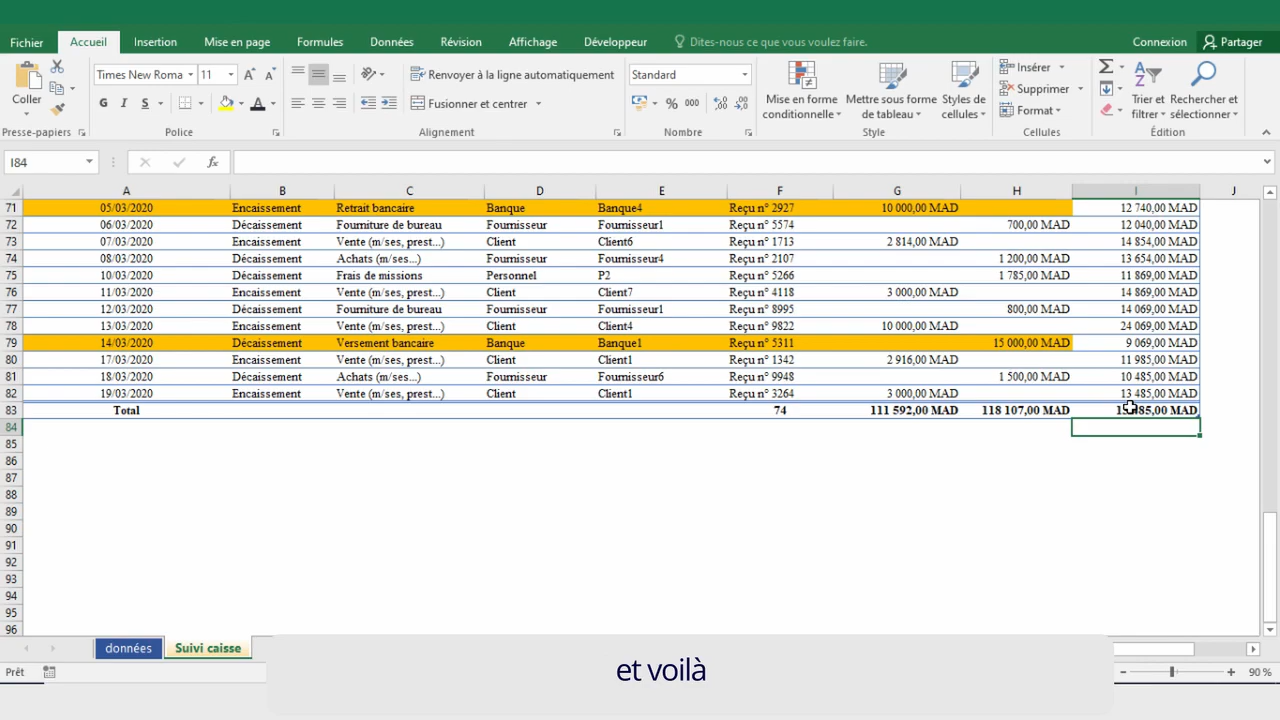 Fichier Accueil Insertion Mise en page Formules Données Révision Affichage Développeur Dites-nous ce que vous voulez faire. Connexion Partager
Coller Times New Roma 11 A A Renvoyer à la ligne automatiquement Standard Mise en forme conditionnelle Mettre sous forme de tableau Styles de cellules Insérer Trier et filtrer Rechercher et sélectionner
G I S A Fusionner et centrer % 000 Supprimer
Format
Presse-papiers Police Alignement Nombre Style Cellules Édition
I84 fx
A B C D E F G H I J
71 05/03/2020 Encaissement Retrait bancaire Banque Banque4 Reçu n° 2927 10 000,00 MAD 12 740,00 MAD
72 06/03/2020 Décaissement Fourniture de bureau Fournisseur Fournisseur1 Reçu n° 5574 700,00 MAD 12 040,00 MAD
73 07/03/2020 Encaissement Vente (m/ses, prest...) Client Client6 Reçu n° 1713 2 814,00 MAD 14 854,00 MAD
74 08/03/2020 Décaissement Achats (m/ses...) Fournisseur Fournisseur4 Reçu n° 2107 1 200,00 MAD 13 654,00 MAD
75 10/03/2020 Décaissement Frais de missions Personnel P2 Reçu n° 5266 1 785,00 MAD 11 869,00 MAD
76 11/03/2020 Encaissement Vente (m/ses, prest...) Client Client7 Reçu n° 4118 3 000,00 MAD 14 869,00 MAD
77 12/03/2020 Décaissement Fourniture de bureau Fournisseur Fournisseur1 Reçu n° 8995 800,00 MAD 14 069,00 MAD
78 13/03/2020 Encaissement Vente (m/ses, prest...) Client Client4 Reçu n° 9822 10 000,00 MAD 24 069,00 MAD
79 14/03/2020 Décaissement Versement bancaire Banque Banque1 Reçu n° 5311 15 000,00 MAD 9 069,00 MAD
80 17/03/2020 Encaissement Vente (m/ses, prest...) Client Client1 Reçu n° 1342 2 916,00 MAD 11 985,00 MAD
81 18/03/2020 Décaissement Achats (m/ses...) Fournisseur Fournisseur6 Reçu n° 9948 1 500,00 MAD 10 485,00 MAD
82 19/03/2020 Encaissement Vente (m/ses, prest...) Client Client1 Reçu n° 3264 3 000,00 MAD 13 485,00 MAD
83 Total 74 111 592,00 MAD 118 107,00 MAD MAD
84
85
86
87
88
89
90
91
92
93
94
95
96
données Suivi caisse
et voilà
Prêt 90 %